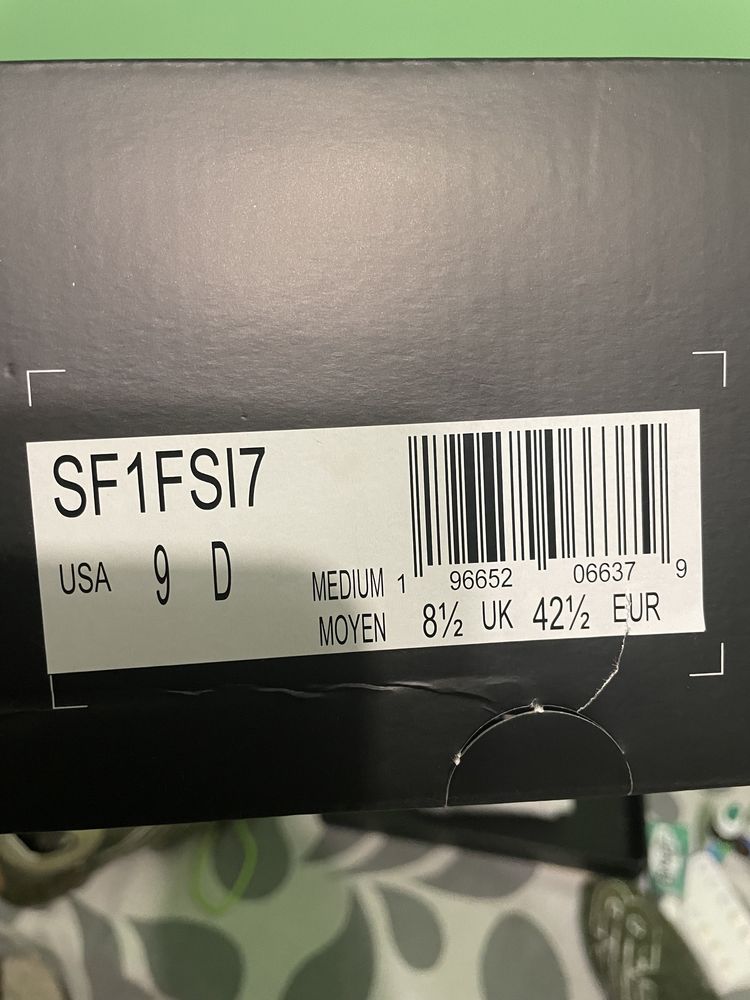 SF1FSI7
USA 9 D MEDIUM
MOYEN
1 96652 06637 9
8½ UK 42½ EUR